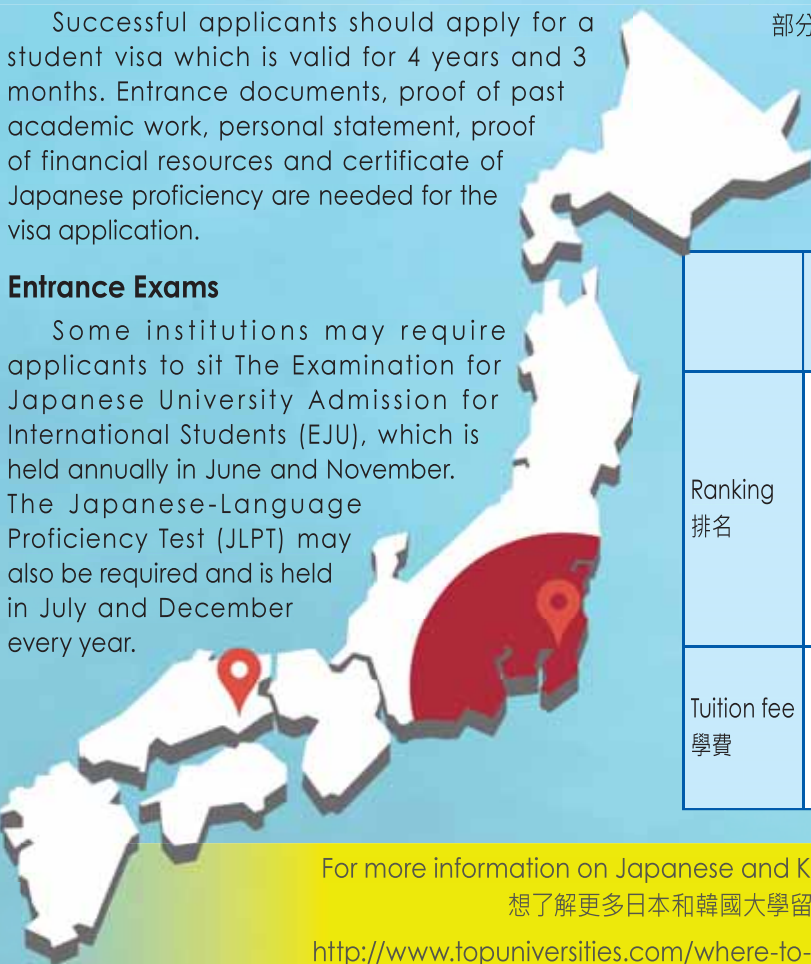 Successful applicants should apply for a
student visa which is valid for 4 years and 3
months. Entrance documents, proof of past
academic work, personal statement, proof
of financial resources and certificate of
Japanese proficiency are needed for the
visa application.
Entrance Exams
Some institutions may require
applicants to sit The Examination for
Japanese University Admission for
International Students (EJU), which is
held annually in June and November.
The Japanese-Language
Proficiency Test (JLPT) may
also be required and is held
in July and December
every year.
部分
Ranking
排名
Tuition fee
學費
For more information on Japanese and K
想了解更多日本和韓國大學留
http://www.topuniversities.com/where-to-